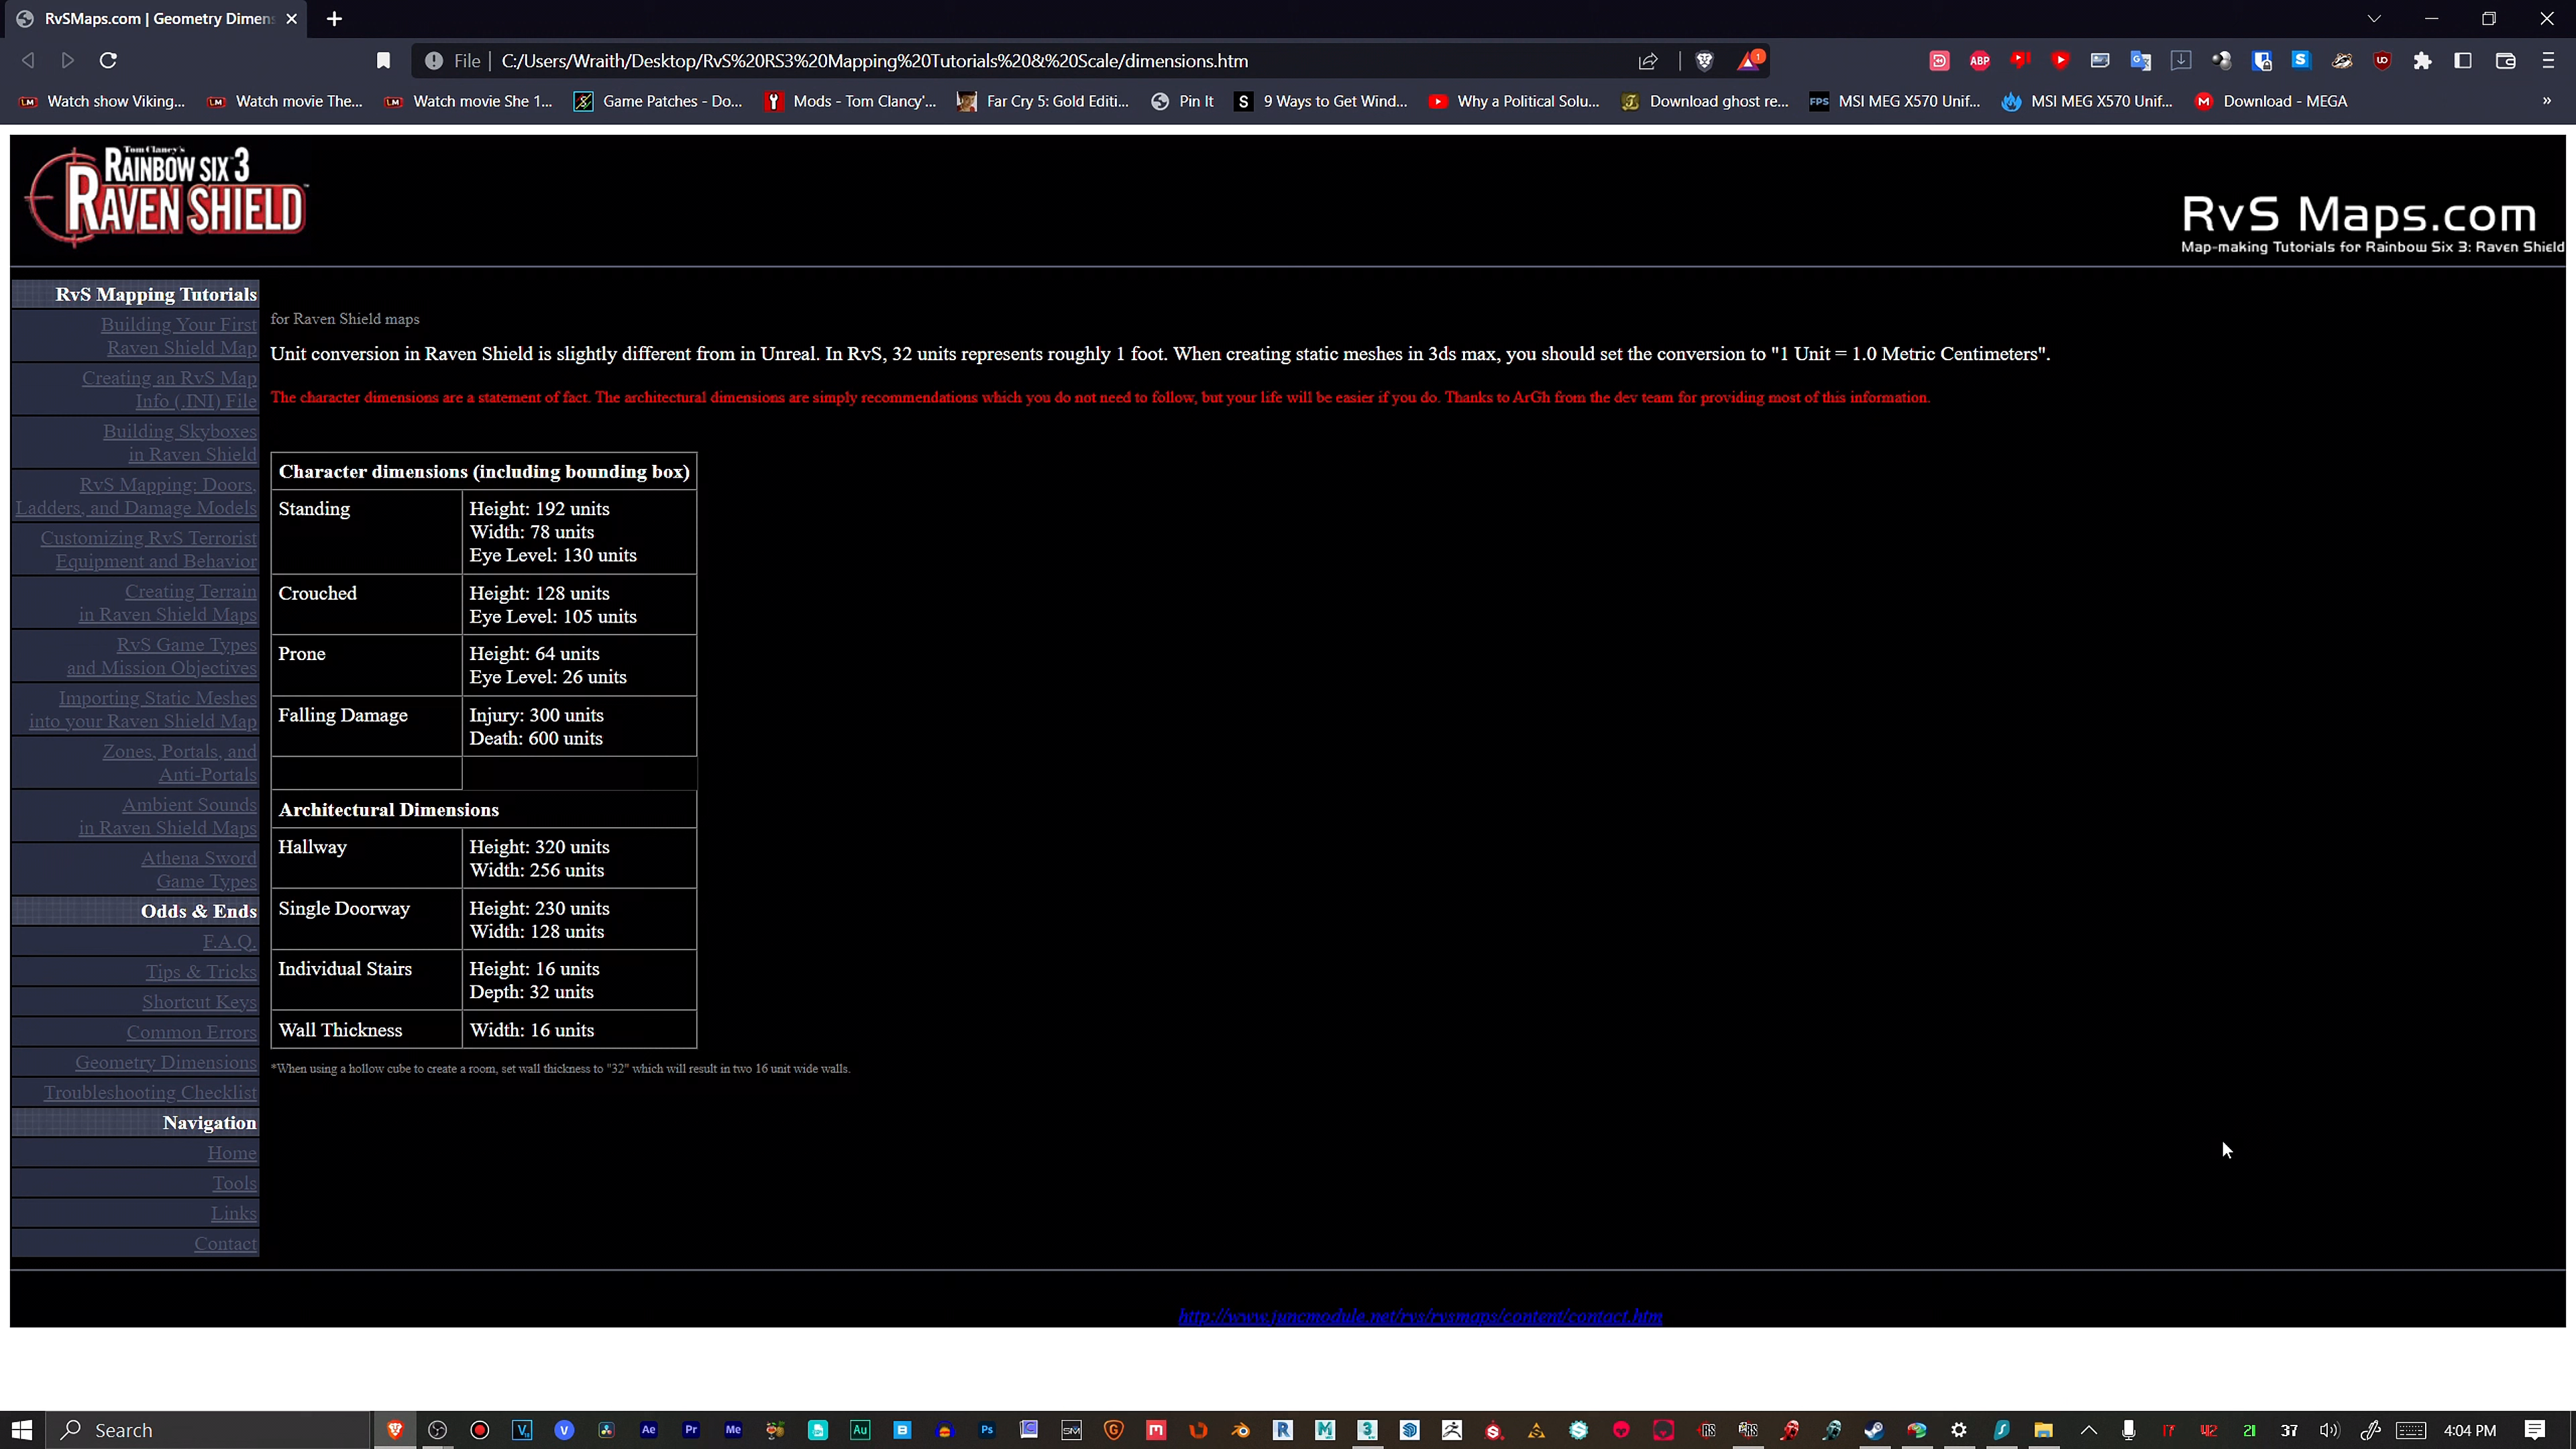 RvSMaps.com | Geometry Dimen
File
C:/Users/Wraith/Desktop/RvS%20RS3%20Mapping%20Tutorials%20&%20Scale/dimensions.htm
Watch show Viking...
Watch movie The...
Watch movie She 1...
Game Patches - Do...
Mods - Tom Clancy'...
Far Cry 5: Gold Editi...
Pin It
9 Ways to Get Wind...
Why a Political Solu...
Download ghost re...
MSI MEG X570 Unif...
MSI MEG X570 Unif...
Download - MEGA
Tom Clancy's
RAINBOW SIX 3
RAVEN SHIELD
RvS Maps.com
Map-making Tutorials for Rainbow Six 3: Raven Shield
RvS Mapping Tutorials
Building Your First
Raven Shield Map
Creating an RvS Map
Info (.INI) File
Building Skyboxes
in Raven Shield
RvS Mapping: Doors,
Ladders, and Damage Models
Customizing RvS Terrorist
Equipment and Behavior
Creating Terrain
in Raven Shield Maps
RvS Game Types
and Mission Objectives
Importing Static Meshes
into your Raven Shield Map
Zones, Portals, and
Anti-Portals
Ambient Sounds
in Raven Shield Maps
Athena Sword
Game Types
Odds & Ends
F.A.Q.
Tips & Tricks
Shortcut Keys
Common Errors
Geometry Dimensions
Troubleshooting Checklist
Navigation
Home
Tools
Links
Contact
for Raven Shield maps
Unit conversion in Raven Shield is slightly different from in Unreal. In RvS, 32 units represents roughly 1 foot. When creating static meshes in 3ds max, you should set the conversion to "1 Unit = 1.0 Metric Centimeters".
The character dimensions are a statement of fact. The architectural dimensions are simply recommendations which you do not need to follow, but your life will be easier if you do. Thanks to ArGh from the dev team for providing most of this information.
Character dimensions (including bounding box)
Standing
Height: 192 units
Width: 78 units
Eye Level: 130 units
Crouched
Height: 128 units
Eye Level: 105 units
Prone
Height: 64 units
Eye Level: 26 units
Falling Damage
Injury: 300 units
Death: 600 units
Architectural Dimensions
Hallway
Height: 320 units
Width: 256 units
Single Doorway
Height: 230 units
Width: 128 units
Individual Stairs
Height: 16 units
Depth: 32 units
Wall Thickness
Width: 16 units
*When using a hollow cube to create a room, set wall thickness to "32" which will result in two 16 unit wide walls.
http://www.juncmodule.net/rvs/rvsmaps/content/contact.htm
Search
37
4:04 PM